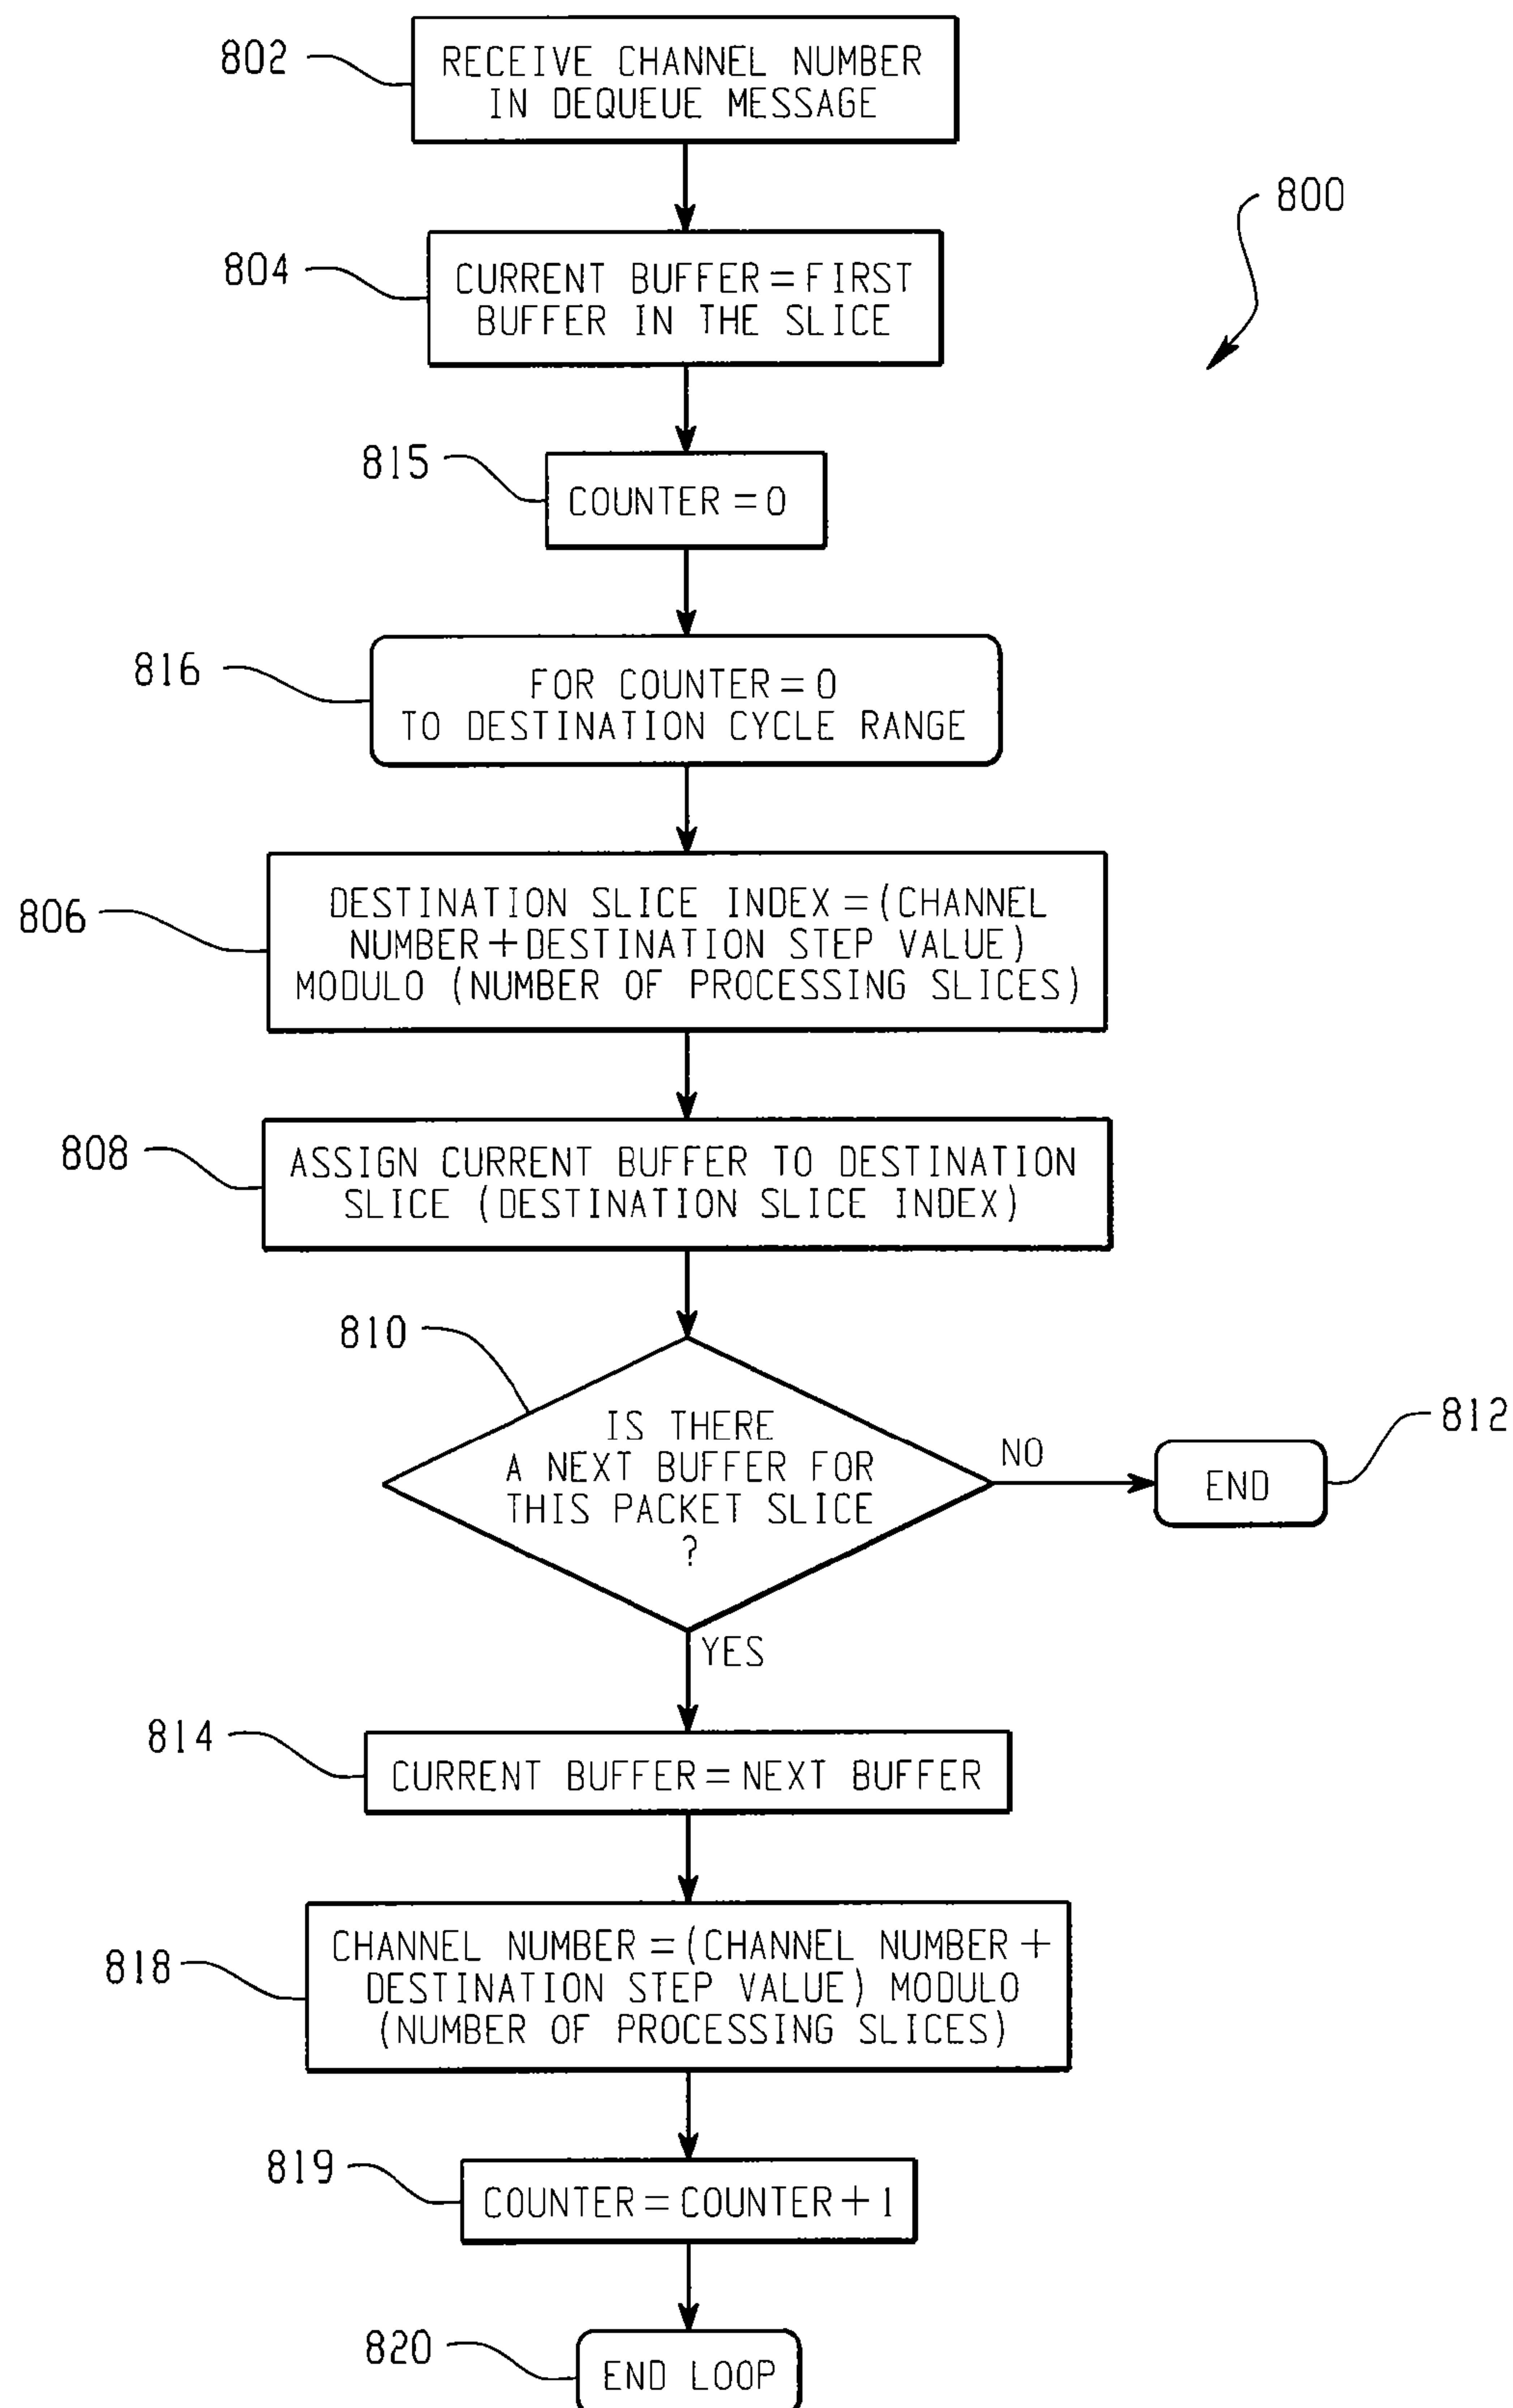 802
RECEIVE CHANNEL NUMBER
IN DEQUEUE MESSAGE
800
804
CURRENT BUFFER = FIRST
BUFFER IN THE SLICE
815
COUNTER = 0
816
FOR COUNTER = 0
TO DESTINATION CYCLE RANGE
806
DESTINATION SLICE INDEX = (CHANNEL
NUMBER + DESTINATION STEP VALUE)
MODULO (NUMBER OF PROCESSING SLICES)
808
ASSIGN CURRENT BUFFER TO DESTINATION
SLICE (DESTINATION SLICE INDEX)
810
IS THERE
A NEXT BUFFER FOR
THIS PACKET SLICE
?
NO
812
END
YES
814
CURRENT BUFFER = NEXT BUFFER
818
CHANNEL NUMBER = (CHANNEL NUMBER +
DESTINATION STEP VALUE) MODULO
(NUMBER OF PROCESSING SLICES)
819
COUNTER = COUNTER + 1
820
END LOOP